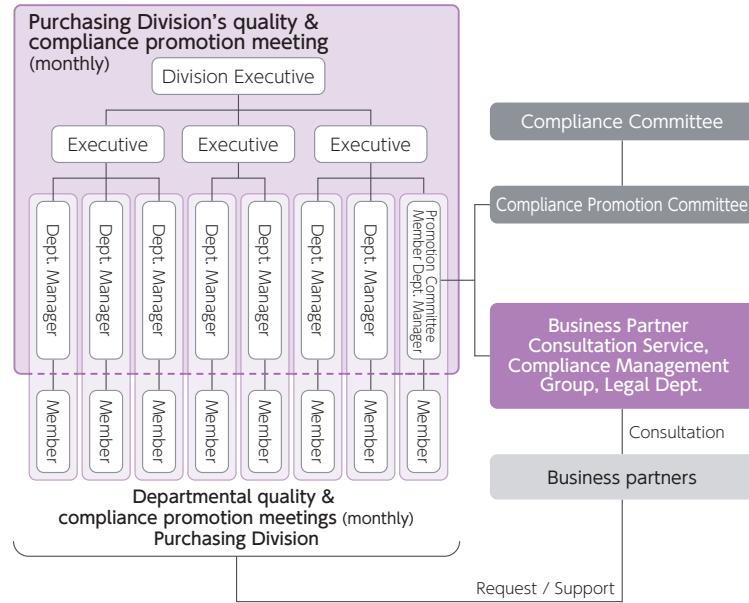 Purchasing Division’s quality &
compliance promotion meeting
(monthly)
Division Executive
Executive
Executive
Executive
Dept. Manager
Dept. Manager
Dept. Manager
Dept. Manager
Dept. Manager
Dept. Manager
Dept. Manager
Promotion Committee
Member Dept. Manager
Member
Member
Member
Member
Member
Member
Member
Member
Departmental quality &
compliance promotion meetings (monthly)
Purchasing Division
Compliance Committee
Compliance Promotion Committee
Business Partner
Consultation Service,
Compliance Management
Group, Legal Dept.
Consultation
Business partners
Request / Support